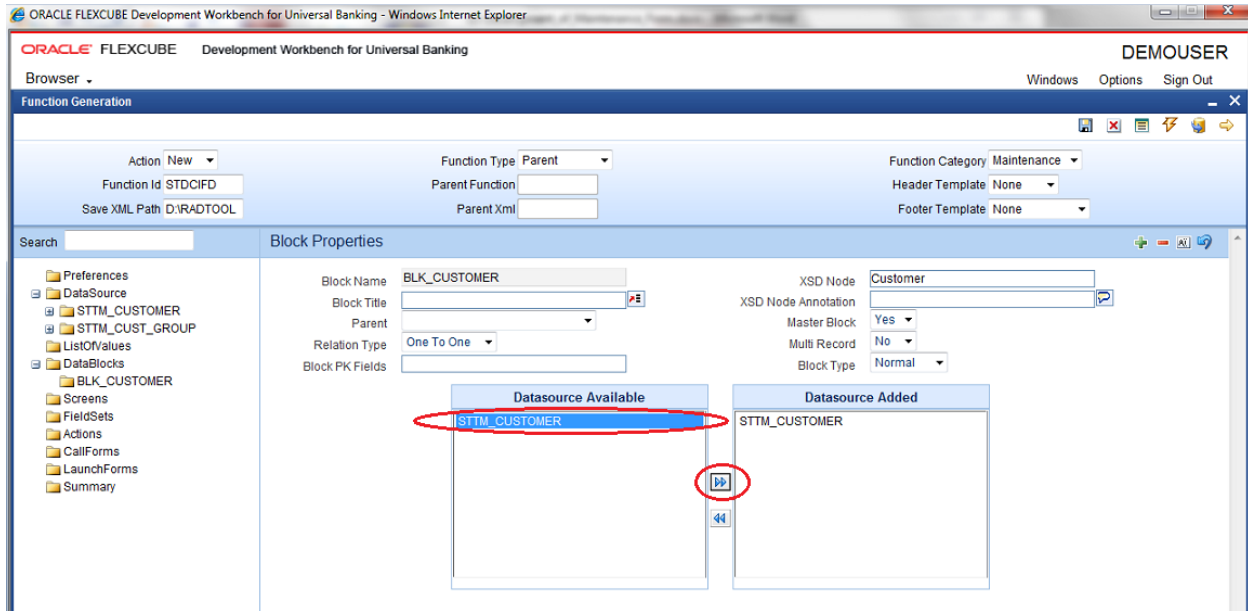 ORACLE FLEXCUBE Development Workbench for Universal Banking - Windows Internet Explorer
ORACLE FLEXCUBE Development Workbench for Universal Banking
DEMOUSER
Browser
Windows Options Sign Out
Function Generation
Action New Function Type Parent Function Category Maintenance
Function Id STDCIFD Parent Function Header Template None
Save XML Path D:\RADTOOL Parent Xml Footer Template None
Search
Block Properties
Preferences
DataSource
STTM_CUSTOMER
STTM_CUST_GROUP
ListOfValues
DataBlocks
BLK_CUSTOMER
Screens
FieldSets
Actions
CallForms
LaunchForms
Summary
Block Name BLK_CUSTOMER XSD Node Customer
Block Title XSD Node Annotation
Parent Master Block Yes
Relation Type One To One Multi Record No
Block PK Fields Block Type Normal
Datasource Available Datasource Added
STTM_CUSTOMER STTM_CUSTOMER